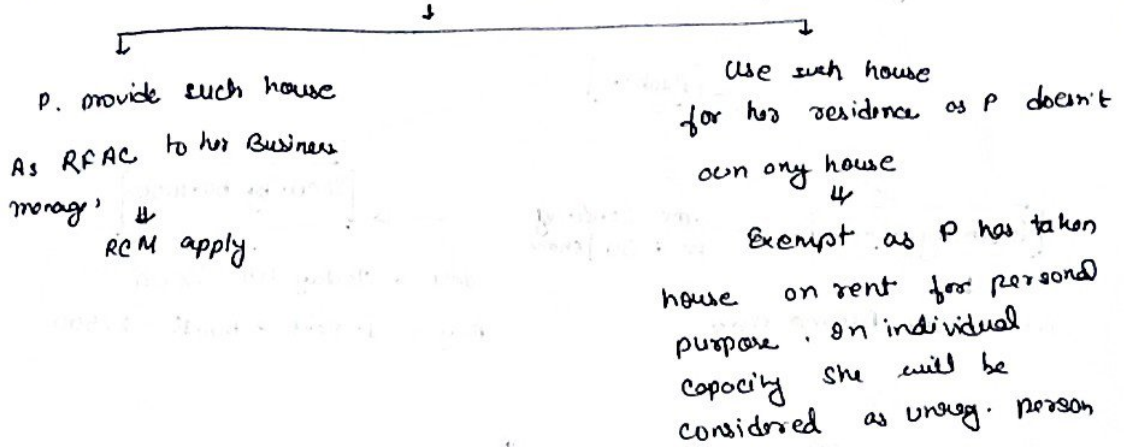 P. provide such house
As RFAC to her Business
manag'
RCM apply.
Use such house
for her residence as P doesn't
own any house
Exempt as P has taken
house on rent for personal
purpose. In individual
capacity she will be
considered as unreg. person